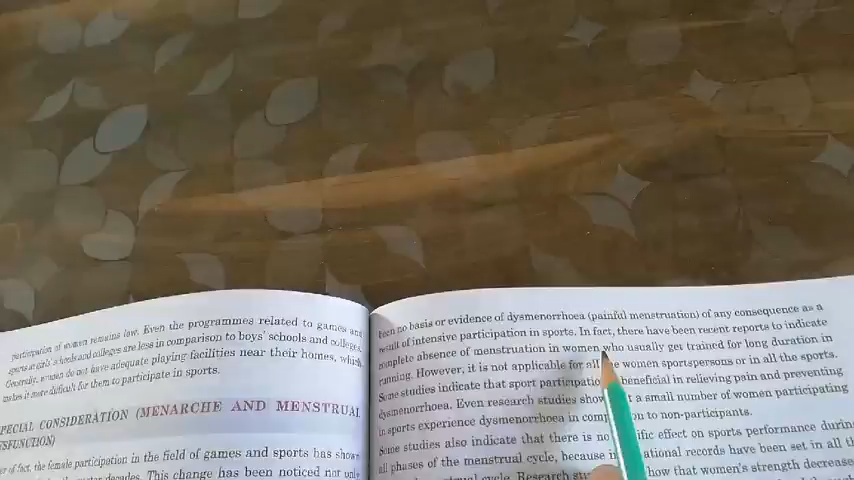 participation of women remains low. Even the programmes related to games and
sports at girls' schools and colleges are less in comparison to boys' schools and colleges.
Generally, women do not have adequate playing facilities near their homes, which
makes it more difficult for them to participate in sports.
SPECIAL CONSIDERATION (MENARCHE AND MENSTRUAL
DYSFUNCTION)
of fact, the female participation in the field of games and sports has shown
decades. This change has been noticed not only
been no basis or evidence of dysmenorrhoea (painful menstruation) of any consequence as a
result of intensive participation in sports. In fact, there have been recent reports to indicate
complete absence of menstruation in women who usually get trained for long duration in
running. However, it is not applicable for all women sportspersons or in all the sports.
Some studies indicate that sport participation beneficial in relieving pain and preventing
dysmenorrhoea. Even research studies show a small number of women participating
in sports experience dysmenorrhoea in to non-participants.
Some studies also indicate that there is no effect on sports performance during
all phases of the menstrual cycle, because records have been set in all the
cycle. Research how that women's strength decrease